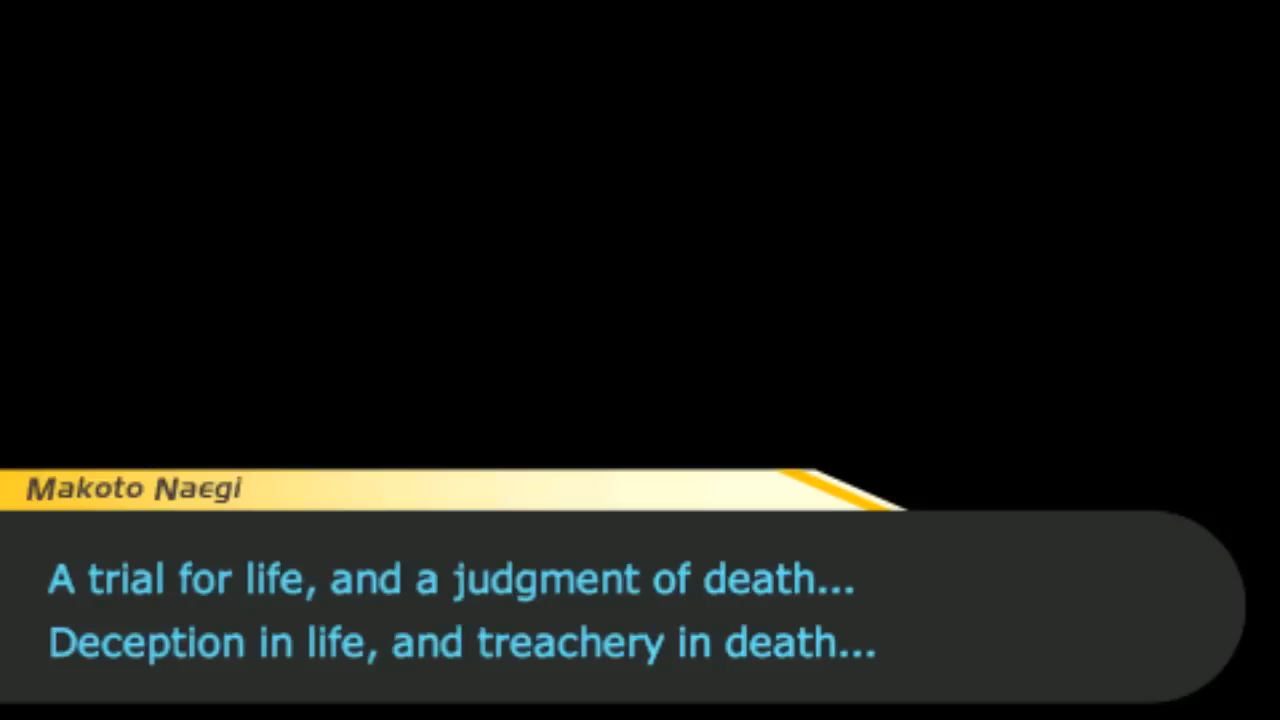 Makoto Naegi
A trial for life, and a judgment of death...
Deception in life, and treachery in death...